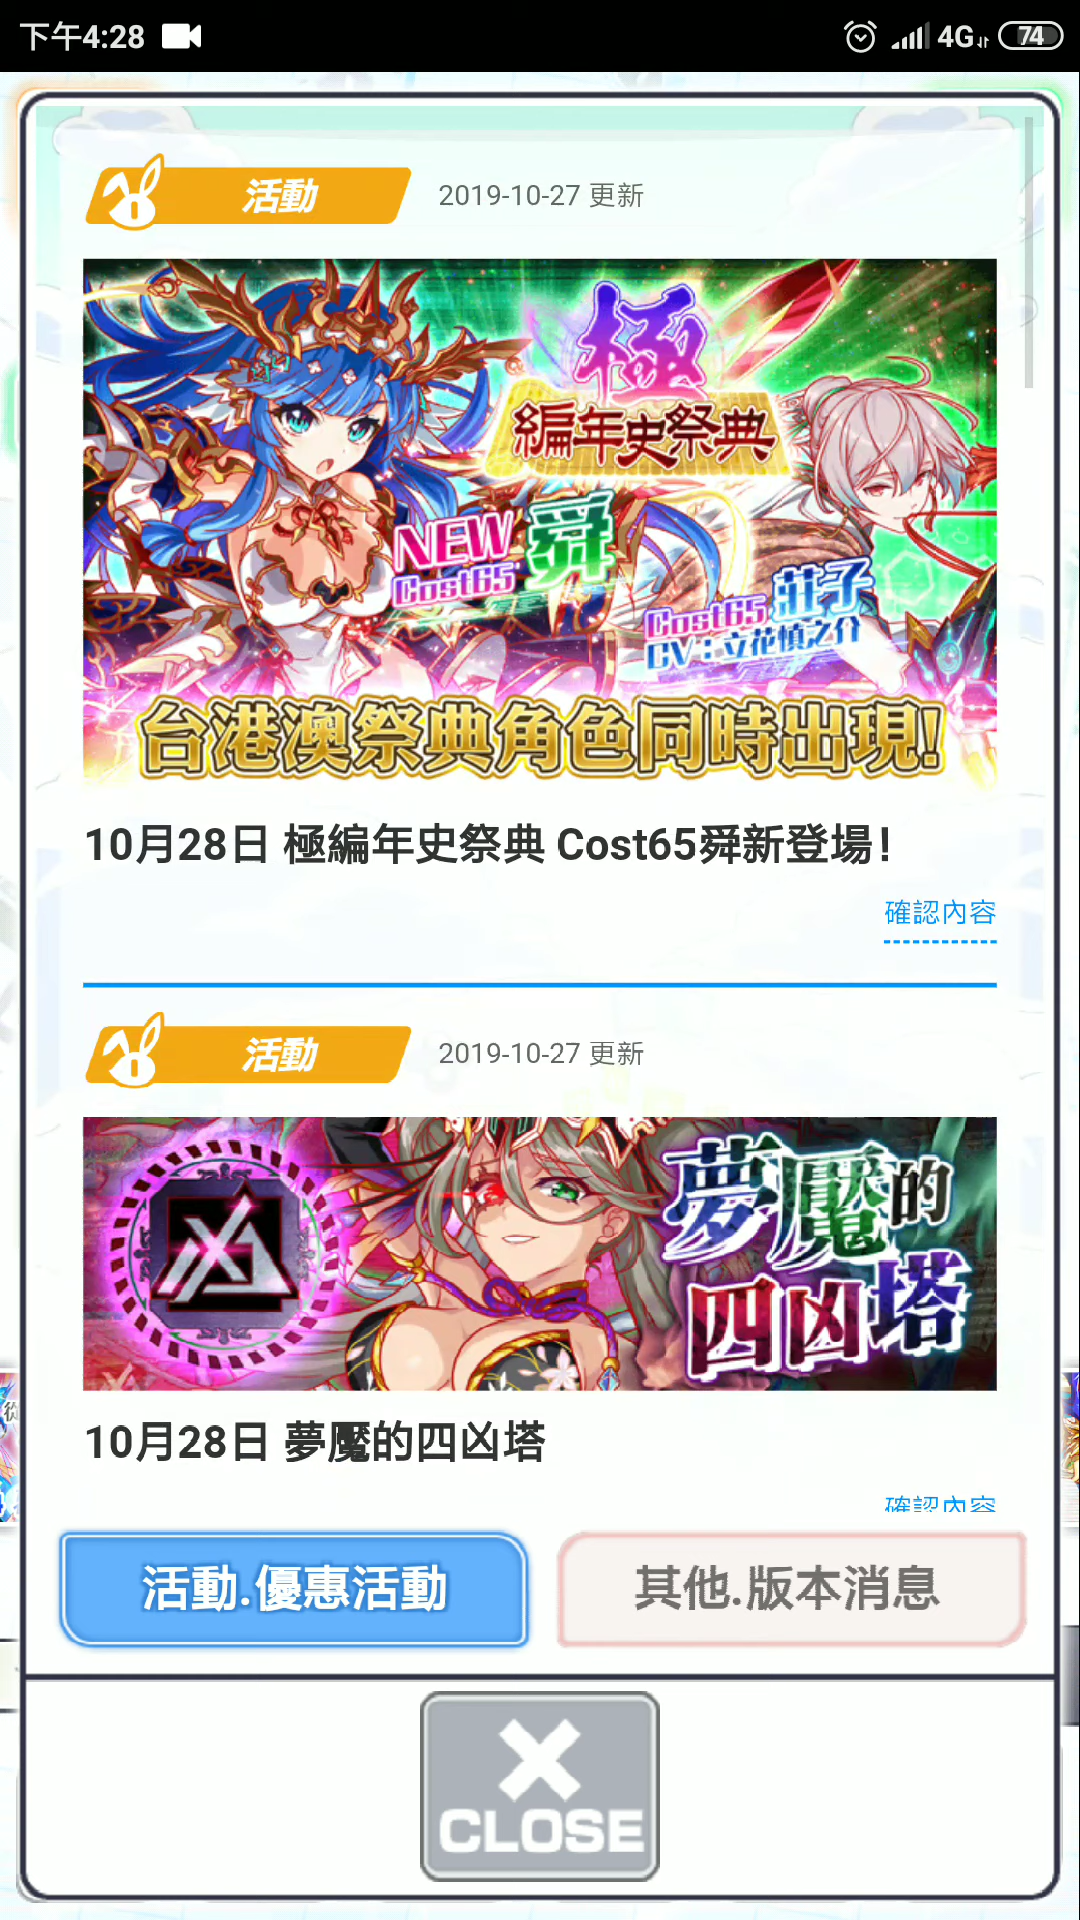 下午4:28
4G
74
活動
2019-10-27 更新
極
編年史祭典
NEW
Cost65
舜
Cost65 莊子
CV：立花慎之介
台港澳祭典角色同時出現!
10月28日 極編年史祭典 Cost65舜新登場！
確認內容
活動
2019-10-27 更新
夢魘的
四凶塔
10月28日 夢魘的四凶塔
確認內容
活動.優惠活動
其他.版本消息
CLOSE